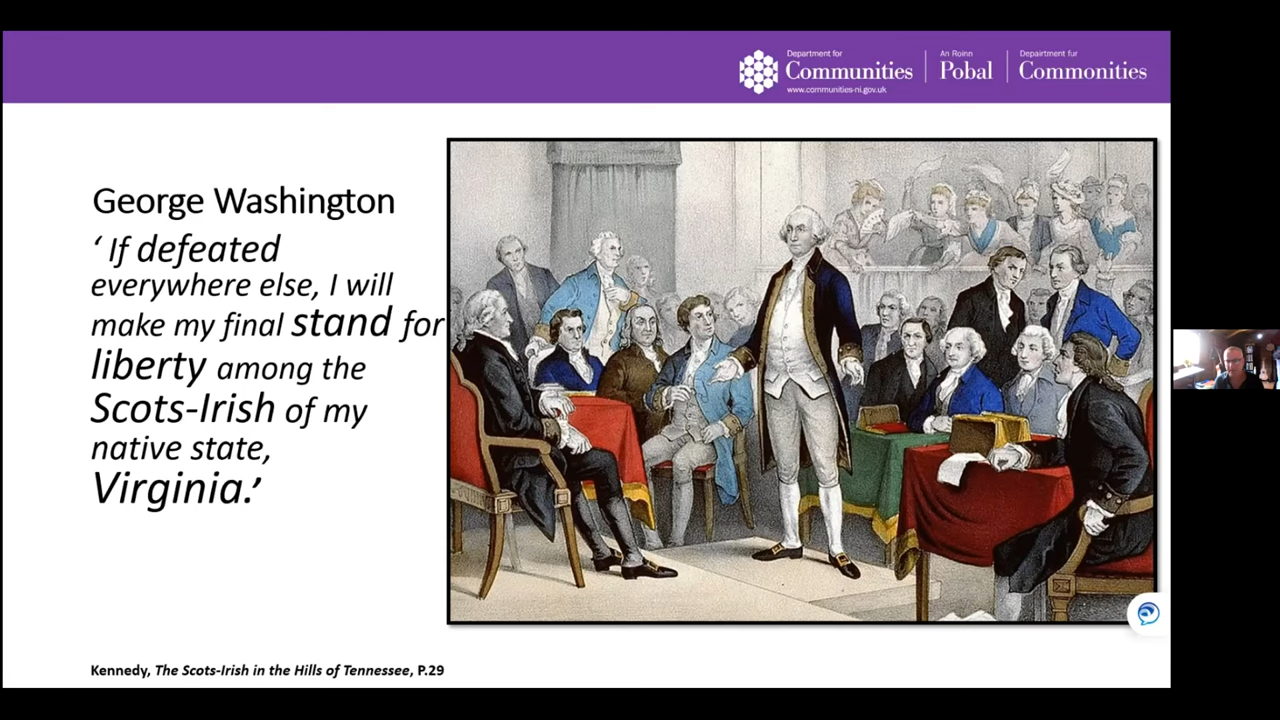 Department for
Communities
www.communities-ni.gov.uk
An Roinn
Pobal
Depairtment fur
Commonities
George Washington
‘ If defeated
everywhere else, I will
make my final stand for
liberty among the
Scots-Irish of my
native state,
Virginia.’
Kennedy, The Scots-Irish in the Hills of Tennessee, P.29